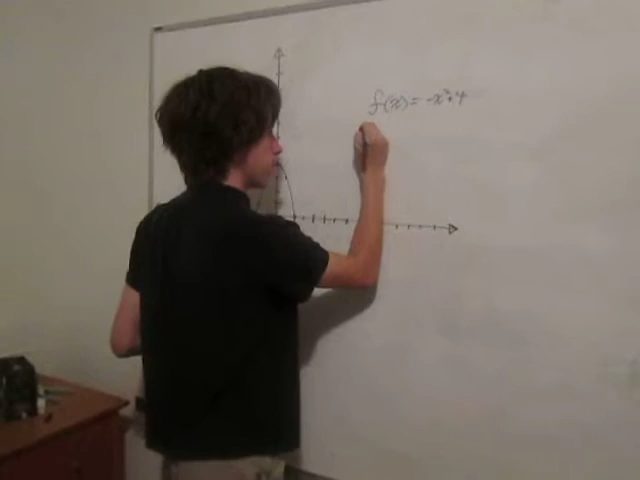 f(x) = -x²+4